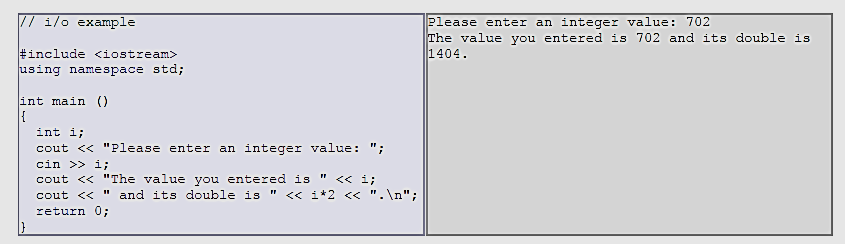 // i/o example
#include <iostream>
using namespace std;
int main ()
{
int i;
cout << "Please enter an integer value: ";
cin >> i;
cout << "The value you entered is " << i;
cout << " and its double is " << i*2 << ".\n";
return 0;
}
Please enter an integer value: 702
The value you entered is 702 and its double is
1404.